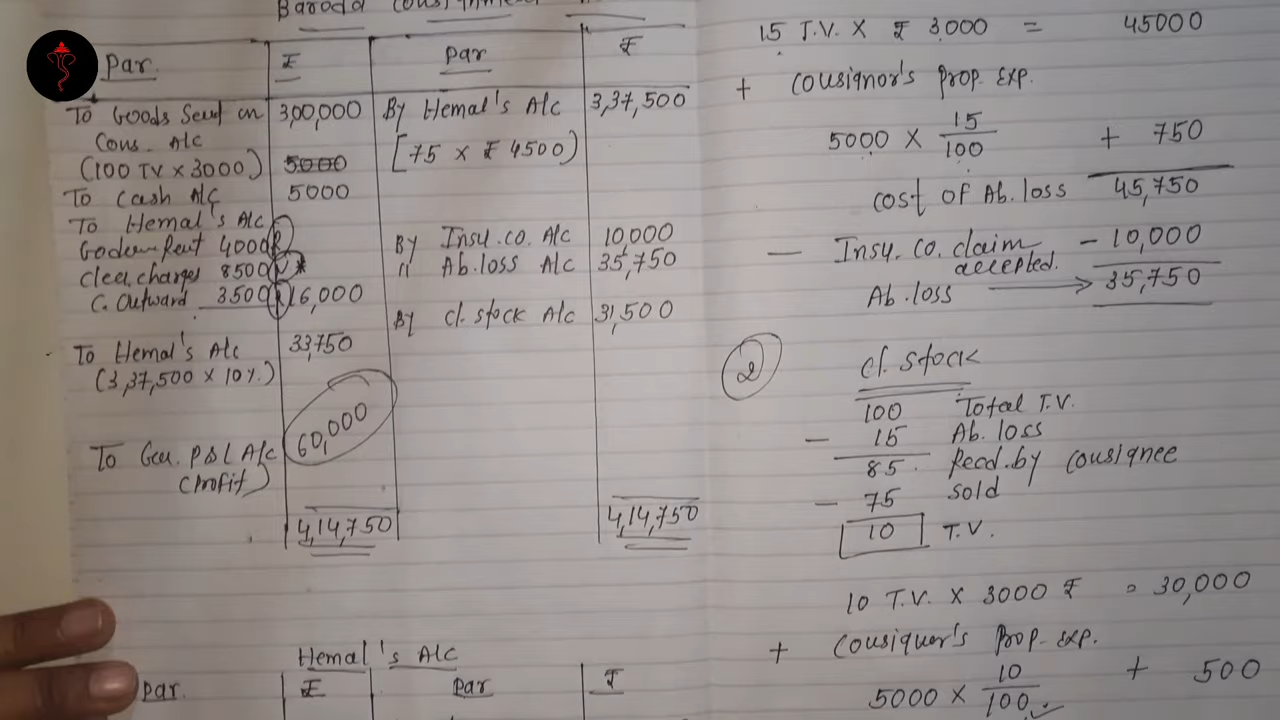 Baroda Consignment
Par. ₹ Par ₹
To Goods Sent on 3,00,000 By Hemal's A/c 3,37,500
Cons. A/c [75 x ₹ 4500)
(100 TV x 3000) 5000
To Cash A/c 5000
To Hemal's A/c
Godown Rent 4000
Clea. charges 8500
C. Outward 3500 16,000
By Insu. co. A/c 10,000
" Ab. loss A/c 35,750
By Cl. stock A/c 31,500
To Hemal's A/c 33,750
(3,37,500 x 10%.)
To Gen. P&L A/c 60,000
(Profit)
4,14,750 4,14,750
Hemal's A/c
Par. ₹ Par ₹
15 T.V. x ₹ 3000 = 45000
+ Consignor's Prop. Exp.
5000 x 15/100 + 750
Cost of Ab. loss 45,750
- Insu. Co. claim - 10,000
accepted.
Ab. loss → 35,750
2 Cl. stock
100 Total T.V.
- 15 Ab. loss
85. Recd. by Consignee
- 75 Sold
10 T.V.
10 T.V. x 3000 ₹ = 30,000
+ Consignor's Prop. Exp.
5000 x 10/100 + 500